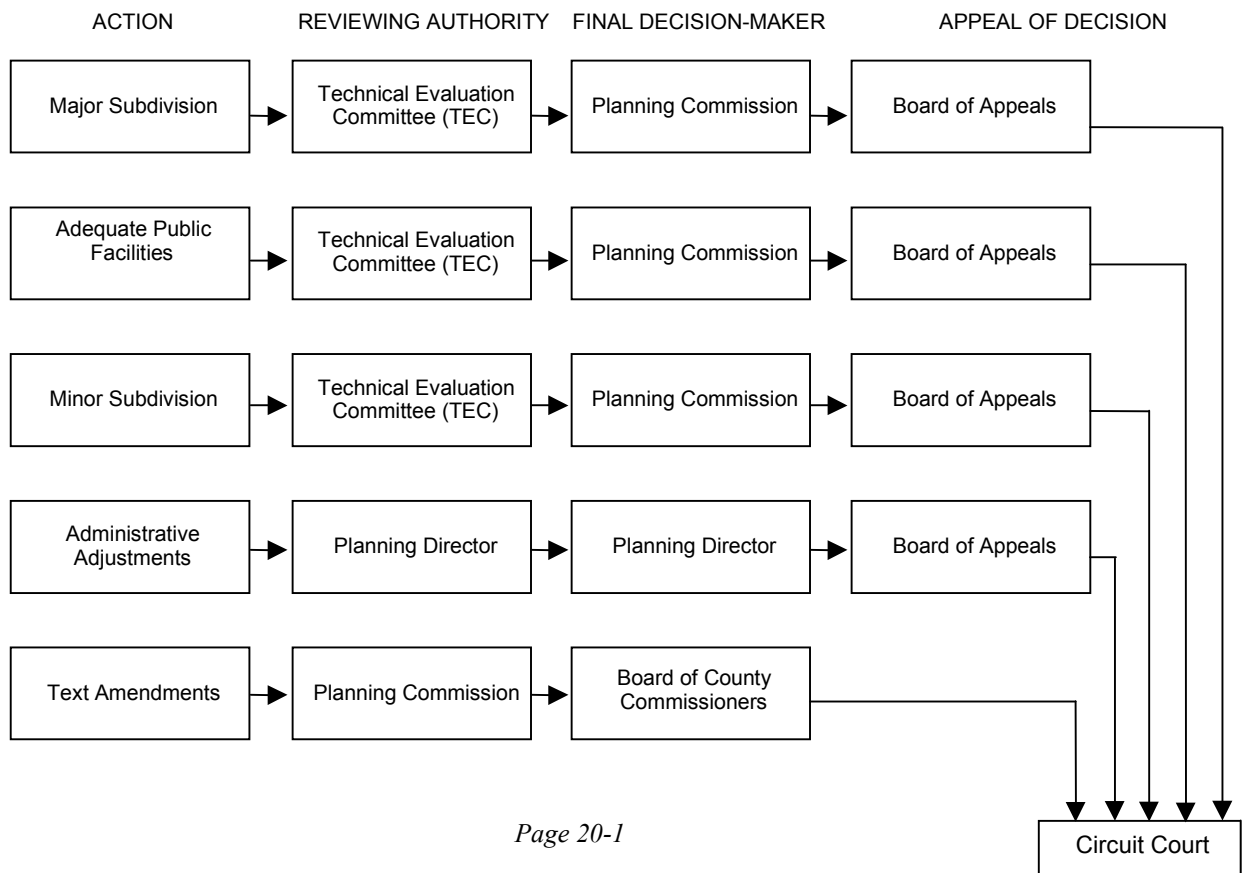 ACTION
REVIEWING AUTHORITY
FINAL DECISION-MAKER
APPEAL OF DECISION
Major Subdivision
Technical Evaluation
Committee (TEC)
Planning Commission
Board of Appeals
Adequate Public
Facilities
Technical Evaluation
Committee (TEC)
Planning Commission
Board of Appeals
Minor Subdivision
Technical Evaluation
Committee (TEC)
Planning Commission
Board of Appeals
Administrative
Adjustments
Planning Director
Planning Director
Board of Appeals
Text Amendments
Planning Commission
Board of County
Commissioners
Page 20-1
Circuit Court